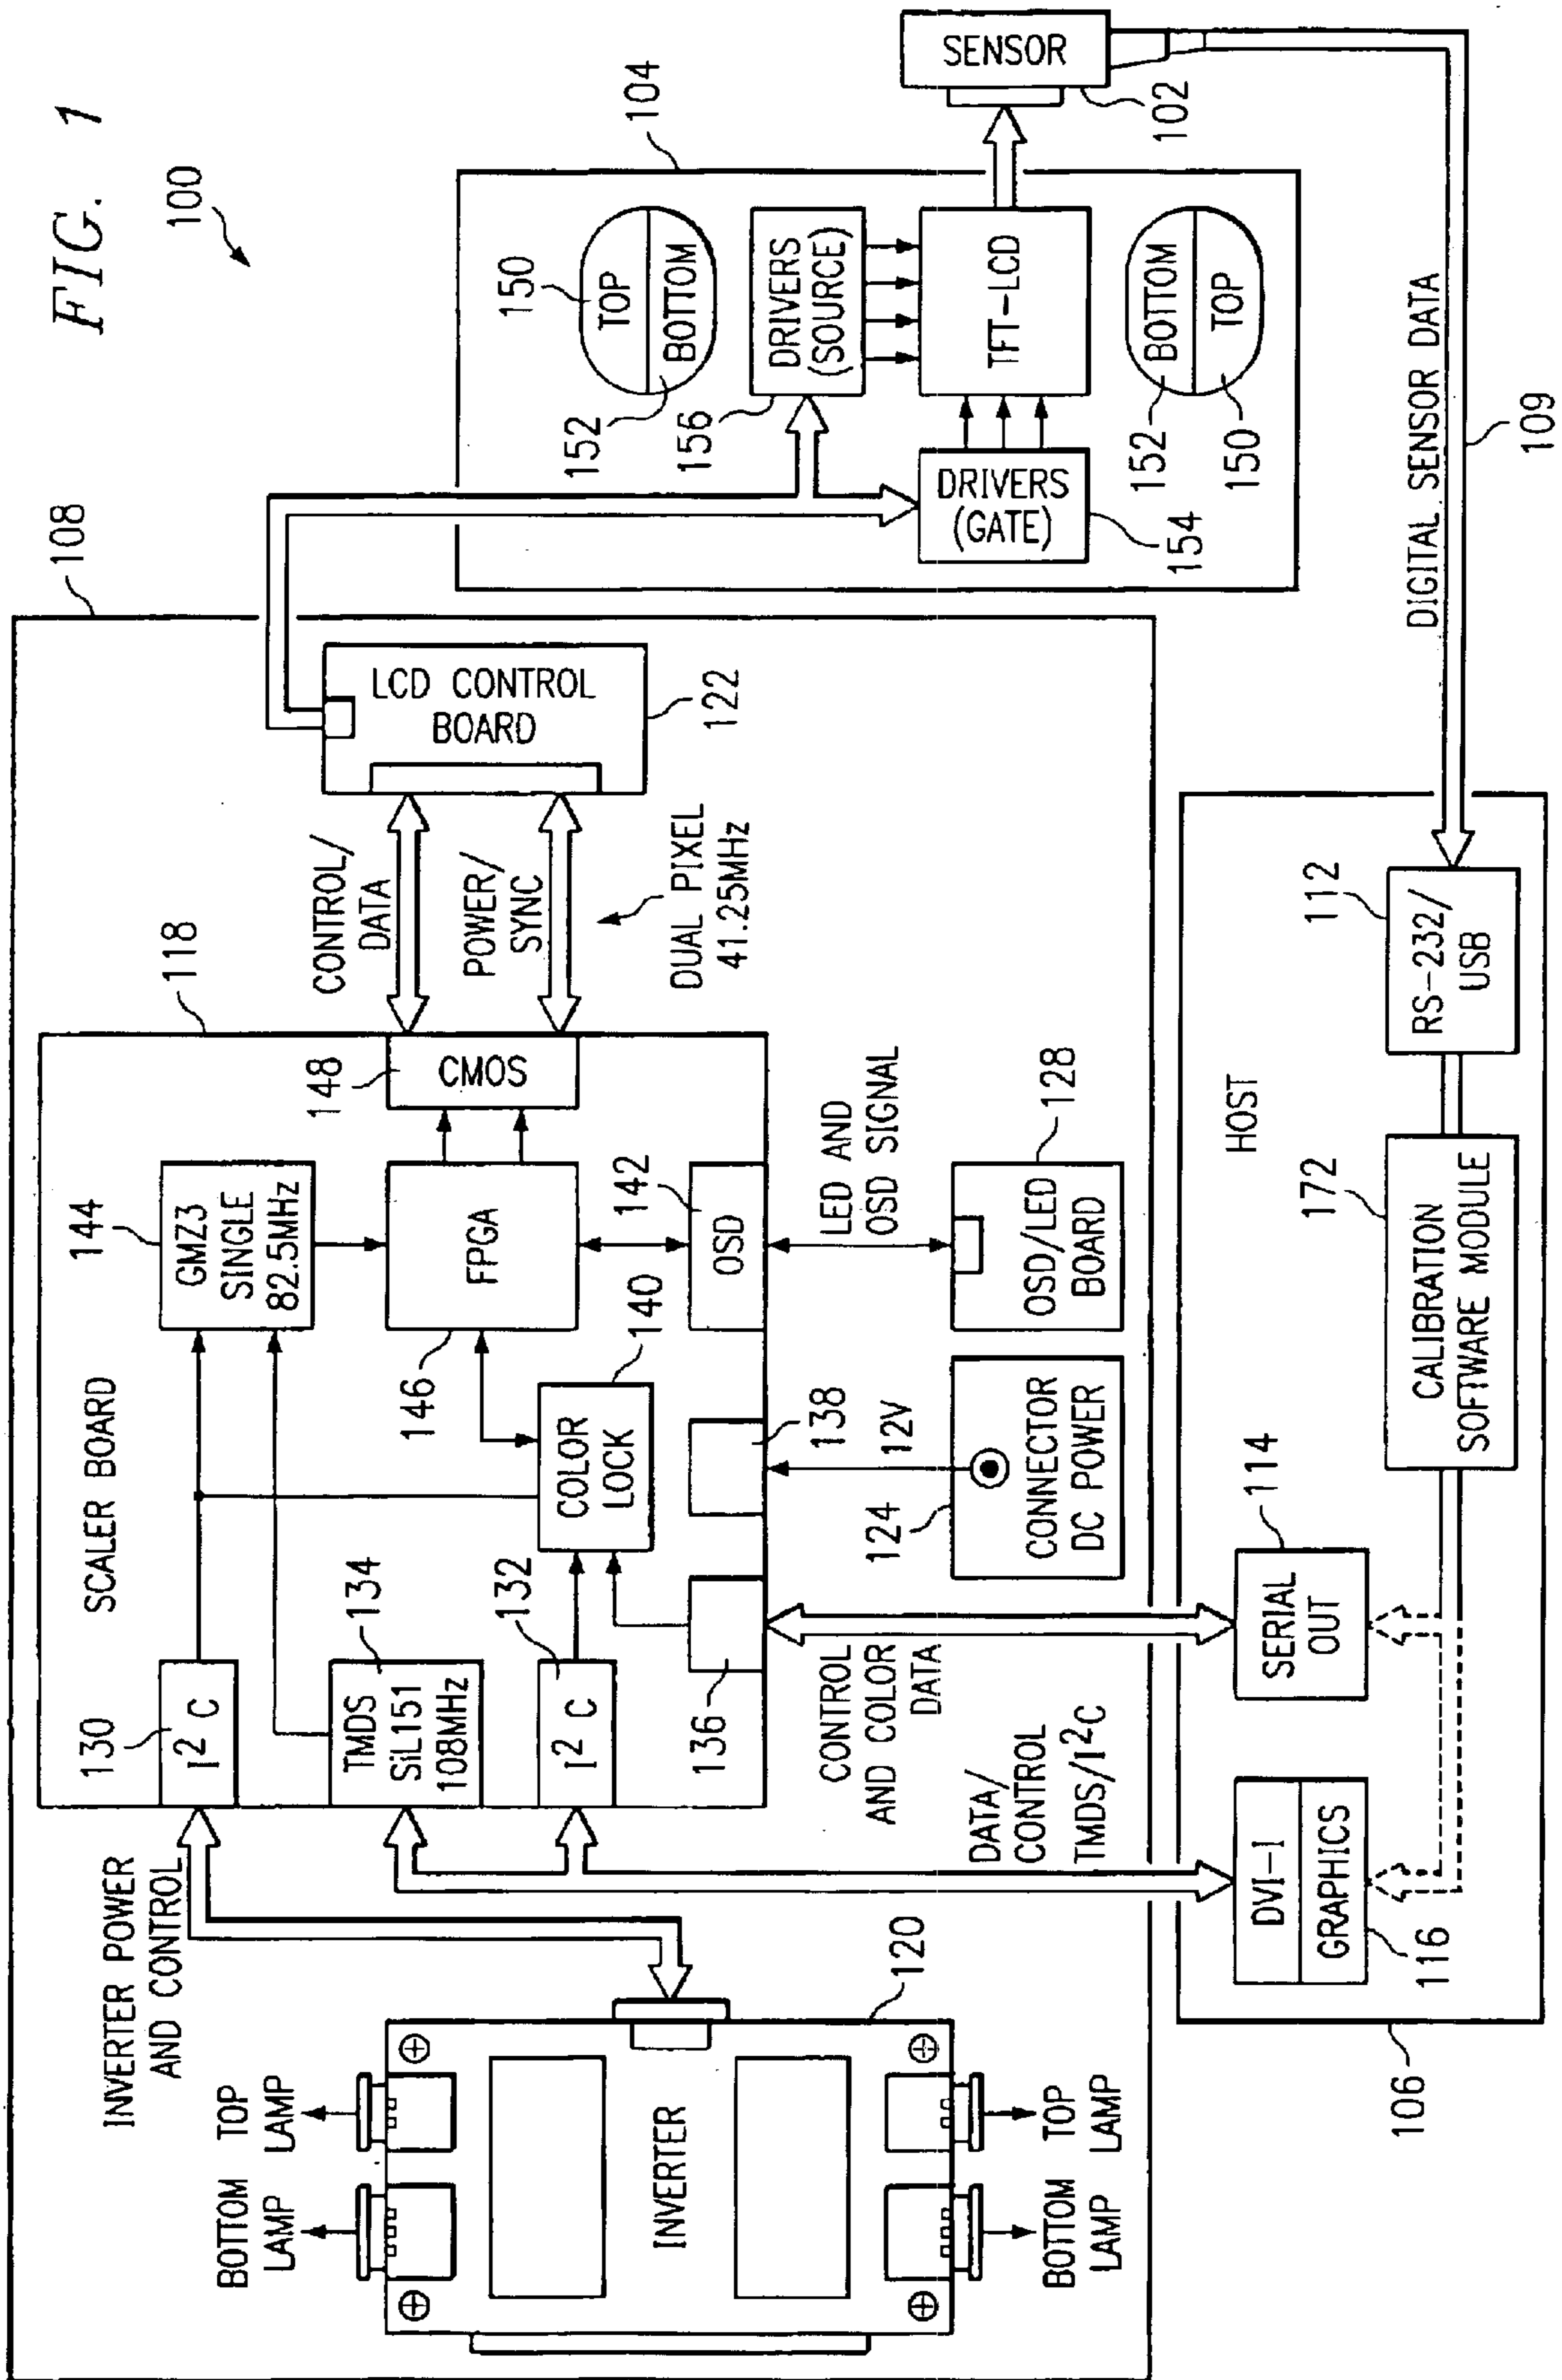 FIG. 1
100
108
SCALER BOARD
118
INVERTER POWER
AND CONTROL
130
I² C
134
TMDS
SiL151
108MHz
132
I² C
136
144
GMZ3
SINGLE
82.5MHz
146
FPGA
148
CMOS
COLOR
LOCK
140
138
142
OSD
CONTROL/
DATA
POWER/
SYNC
DUAL PIXEL
41.25MHz
LCD CONTROL
BOARD
122
BOTTOM
LAMP
TOP
LAMP
INVERTER
120
BOTTOM
LAMP
TOP
LAMP
CONTROL
AND COLOR
DATA
DATA/
CONTROL
TMDS/I²C
124
12V
CONNECTOR
DC POWER
LED AND
OSD SIGNAL
128
OSD/LED
BOARD
104
150
TOP
BOTTOM
152
156
DRIVERS
(SOURCE)
TFT-LCD
DRIVERS
(GATE)
154
152
BOTTOM
TOP
150
SENSOR
102
DIGITAL SENSOR DATA
109
106
HOST
DVI-I
GRAPHICS
116
114
SERIAL
OUT
172
CALIBRATION
SOFTWARE MODULE
112
RS-232/
USB